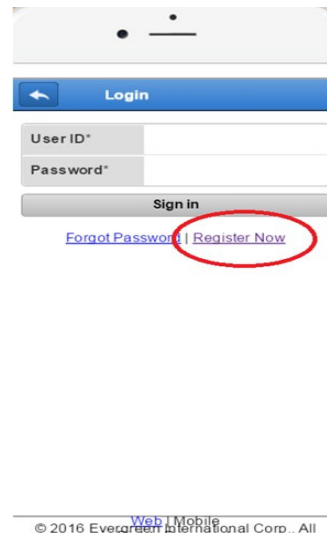 Login
User ID*
Password*
Sign in
Forgot Password | Register Now
Web | Mobile
© 2016 Evergreen International Corp.. All